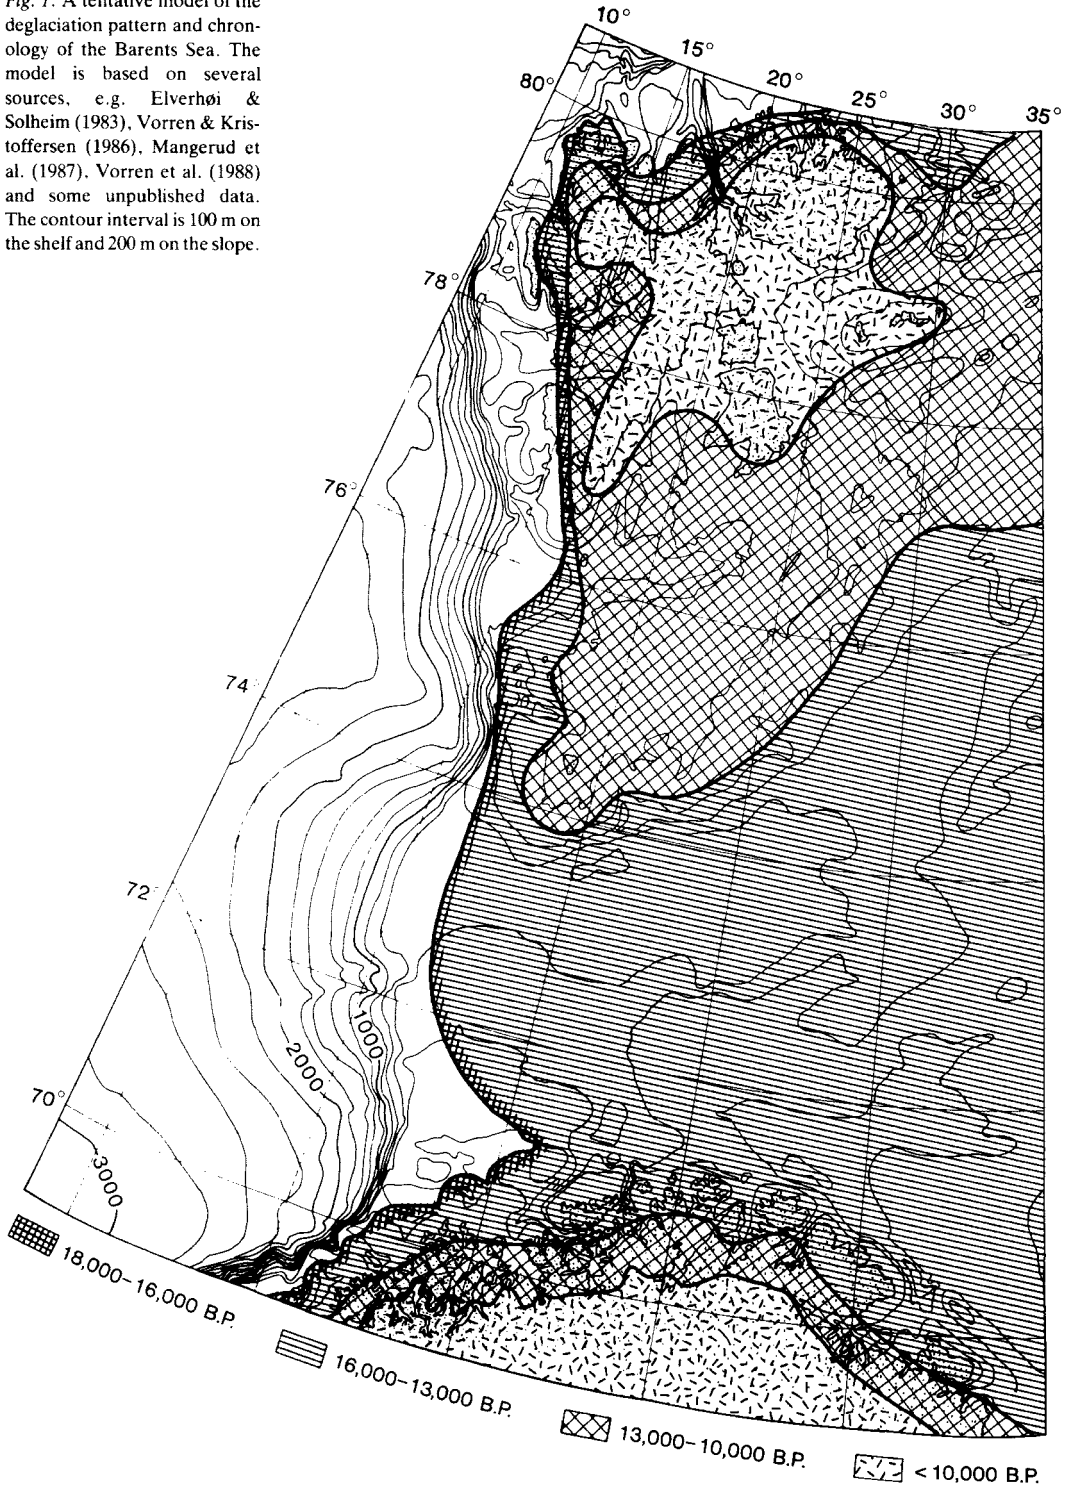 Fig. 7. A tentative model of the
deglaciation pattern and chron-
ology of the Barents Sea. The
model is based on several
sources, e.g. Elverhøi &
Solheim (1983), Vorren & Kris-
toffersen (1986), Mangerud et
al. (1987), Vorren et al. (1988)
and some unpublished data.
The contour interval is 100 m on
the shelf and 200 m on the slope.
10°
15°
20°
25°
30°
35°
80°
78°
76°
74°
72°
70°
1000
2000
3000
18,000–16,000 B.P.
16,000–13,000 B.P.
13,000–10,000 B.P.
<10,000 B.P.